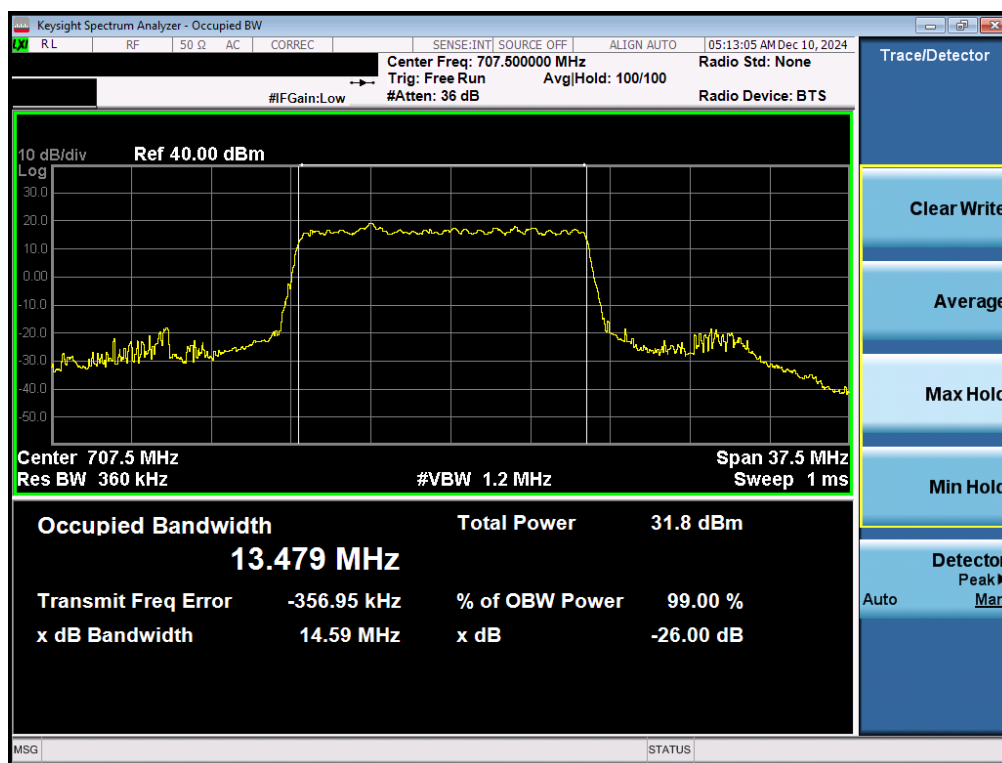 Keysight Spectrum Analyzer - Occupied BW
LXI RL RF 50 Ω AC CORREC SENSE:INT SOURCE OFF ALIGN AUTO 05:13:05 AM Dec 10, 2024
Center Freq: 707.500000 MHz Radio Std: None
Trig: Free Run Avg|Hold: 100/100
#IFGain:Low #Atten: 36 dB Radio Device: BTS
10 dB/div Ref 40.00 dBm
Log
30.0
20.0
10.0
0.00
-10.0
-20.0
-30.0
-40.0
-50.0
Center 707.5 MHz Span 37.5 MHz
Res BW 360 kHz #VBW 1.2 MHz Sweep 1 ms
Occupied Bandwidth Total Power 31.8 dBm
13.479 MHz
Transmit Freq Error -356.95 kHz % of OBW Power 99.00 %
x dB Bandwidth 14.59 MHz x dB -26.00 dB
MSG STATUS
Trace/Detector
Clear Write
Average
Max Hold
Min Hold
Detector
Peak
Auto Man